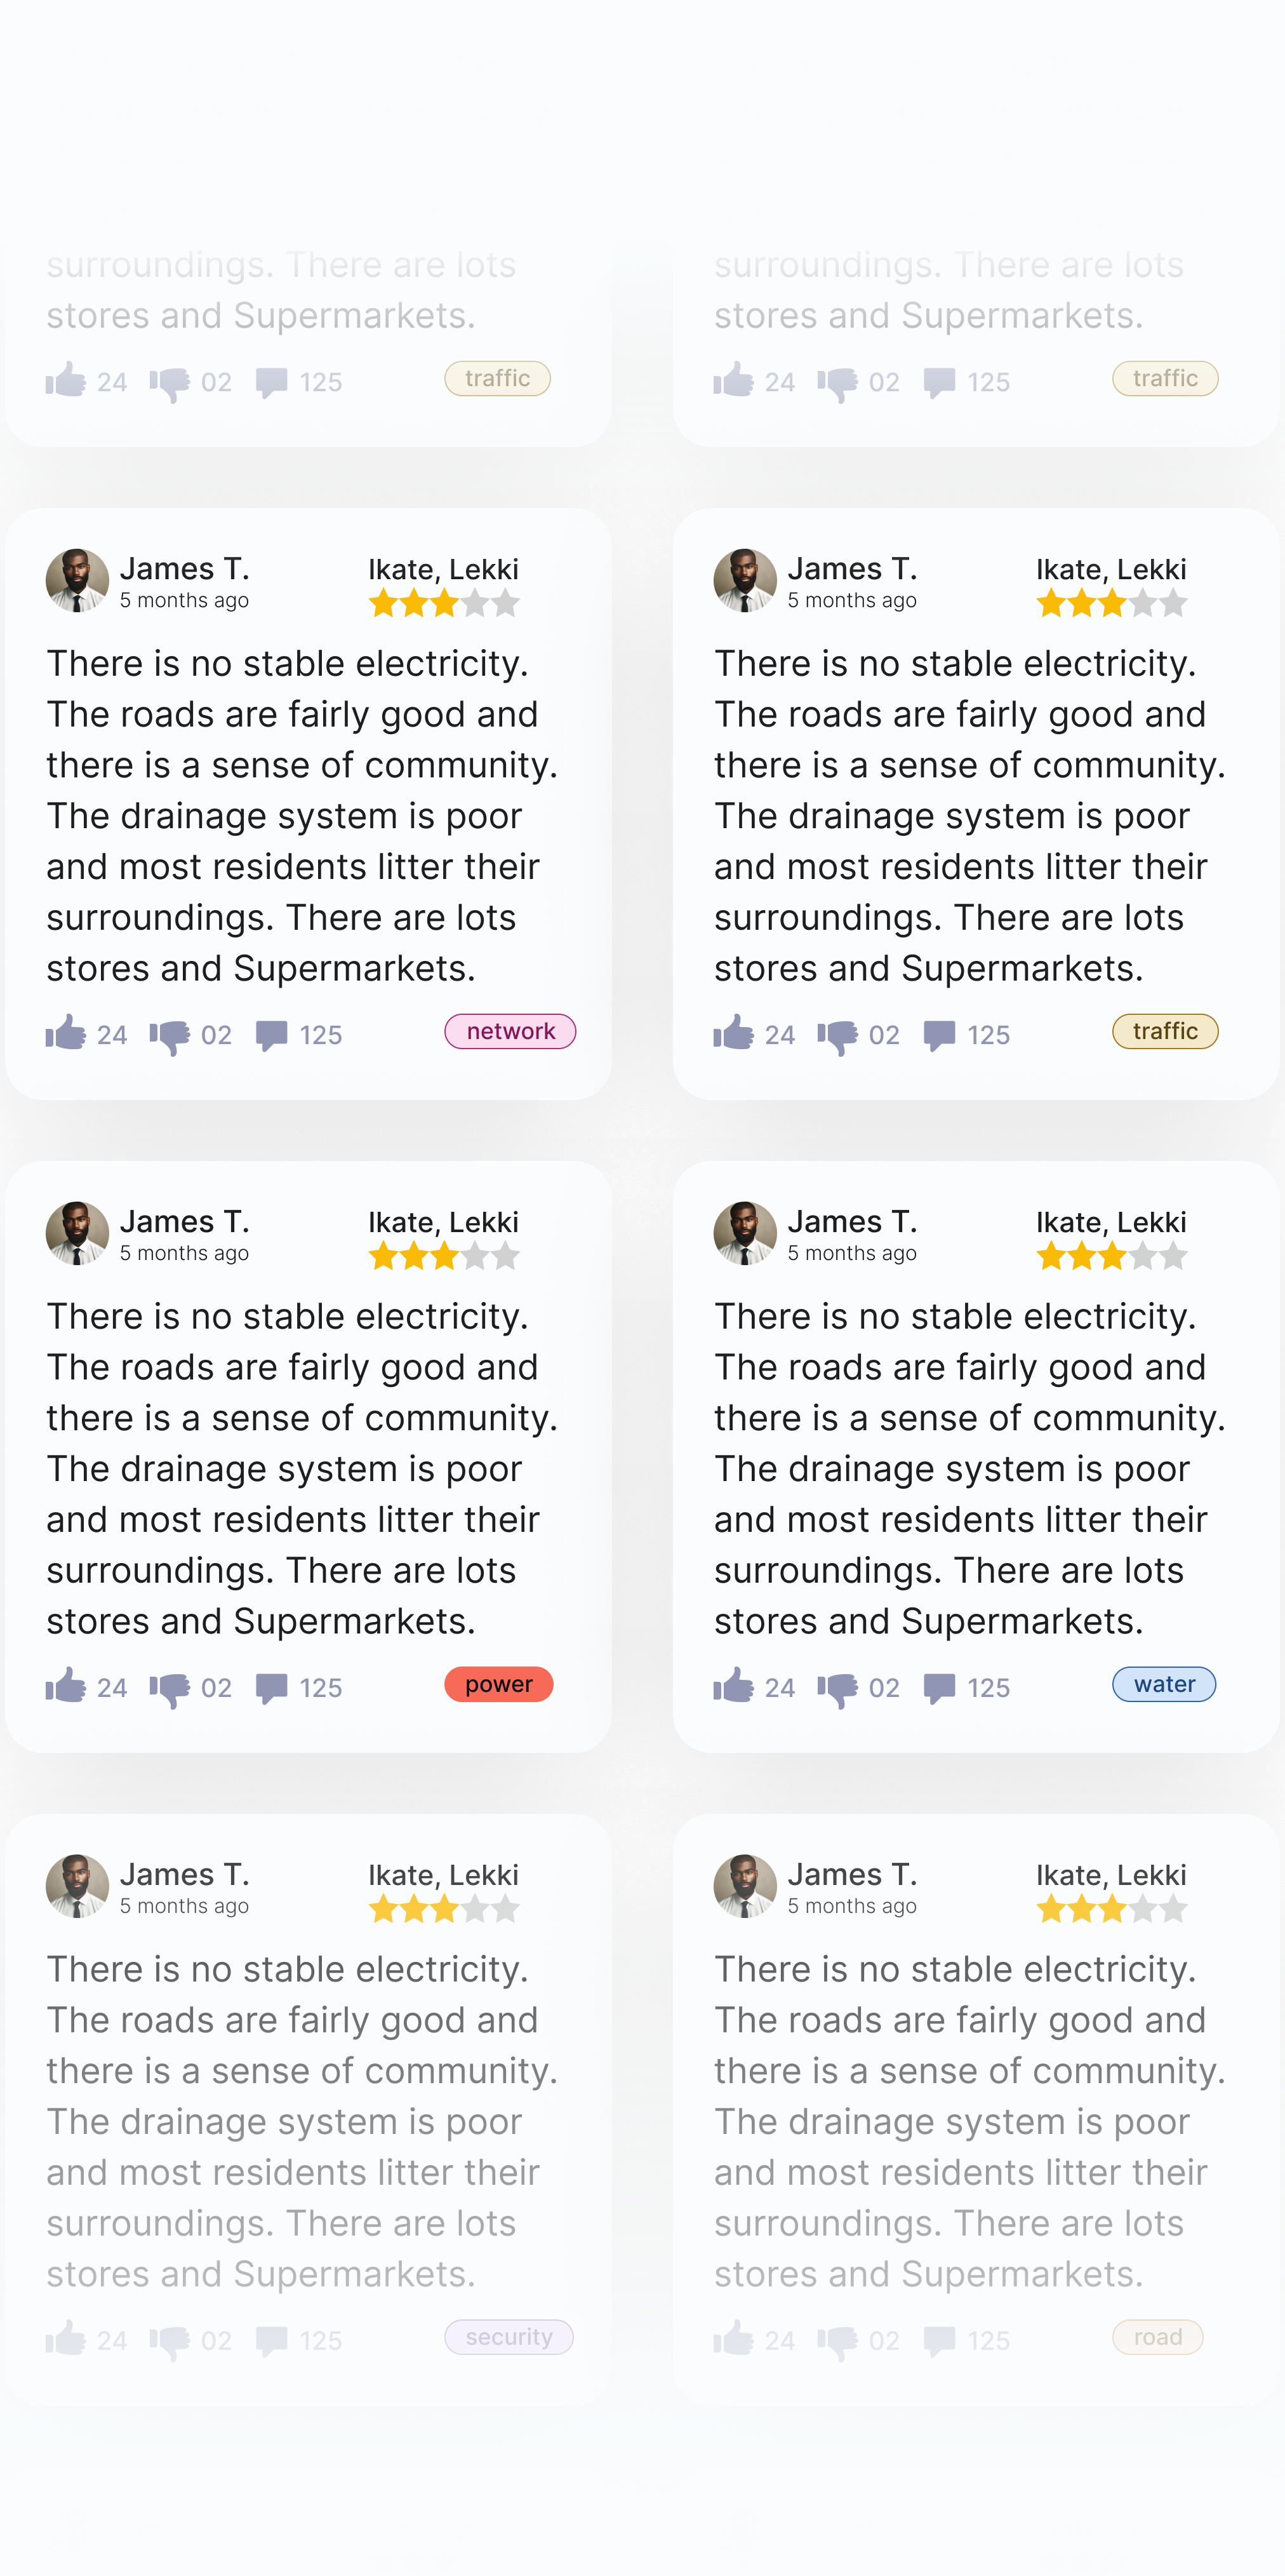 surroundings. There are lots
stores and Supermarkets.
24 02 125 traffic
surroundings. There are lots
stores and Supermarkets.
24 02 125 traffic
James T.
5 months ago
Ikate, Lekki
There is no stable electricity.
The roads are fairly good and
there is a sense of community.
The drainage system is poor
and most residents litter their
surroundings. There are lots
stores and Supermarkets.
24 02 125 network
James T.
5 months ago
Ikate, Lekki
There is no stable electricity.
The roads are fairly good and
there is a sense of community.
The drainage system is poor
and most residents litter their
surroundings. There are lots
stores and Supermarkets.
24 02 125 traffic
James T.
5 months ago
Ikate, Lekki
There is no stable electricity.
The roads are fairly good and
there is a sense of community.
The drainage system is poor
and most residents litter their
surroundings. There are lots
stores and Supermarkets.
24 02 125 power
James T.
5 months ago
Ikate, Lekki
There is no stable electricity.
The roads are fairly good and
there is a sense of community.
The drainage system is poor
and most residents litter their
surroundings. There are lots
stores and Supermarkets.
24 02 125 water
James T.
5 months ago
Ikate, Lekki
There is no stable electricity.
The roads are fairly good and
there is a sense of community.
The drainage system is poor
and most residents litter their
surroundings. There are lots
stores and Supermarkets.
24 02 125 security
James T.
5 months ago
Ikate, Lekki
There is no stable electricity.
The roads are fairly good and
there is a sense of community.
The drainage system is poor
and most residents litter their
surroundings. There are lots
stores and Supermarkets.
24 02 125 road